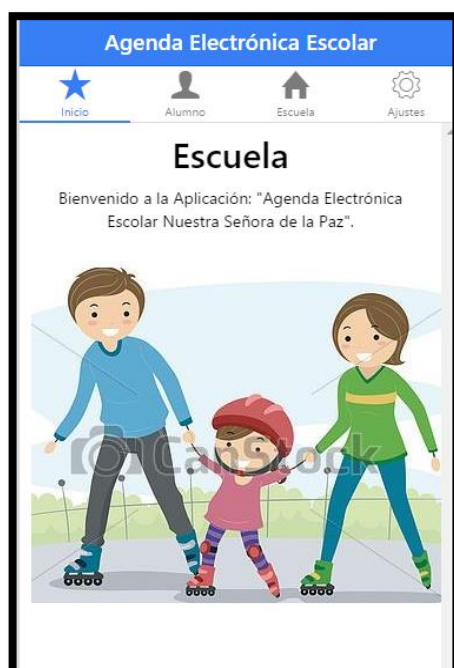 Agenda Electrónica Escolar
Inicio Alumno Escuela Ajustes
Escuela
Bienvenido a la Aplicación: "Agenda Electrónica
Escolar Nuestra Señora de la Paz".
CanStock